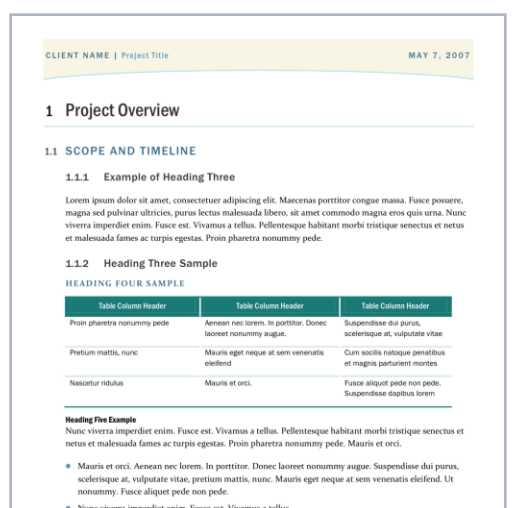 CLIENT NAME | Project Title MAY 7, 2007
1 Project Overview
1.1 SCOPE AND TIMELINE
1.1.1 Example of Heading Three
Lorem ipsum dolor sit amet, consectetuer adipiscing elit. Maecenas porttitor congue massa. Fusce posuere,
magna sed pulvinar ultricies, purus lectus malesuada libero, sit amet commodo magna eros quis urna. Nunc
viverra imperdiet enim. Fusce est. Vivamus a tellus. Pellentesque habitant morbi tristique senectus et netus
et malesuada fames ac turpis egestas. Proin pharetra nonummy pede.
1.1.2 Heading Three Sample
HEADING FOUR SAMPLE
Table Column Header Table Column Header Table Column Header
Proin pharetra nonummy pede Aenean nec lorem. In porttitor. Donec Suspendisse dui purus,
laoreet nonummy augue. scelerisque at, vulputate vitae
Pretium mattis, nunc Mauris eget neque at sem venenatis Cum sociis natoque penatibus
eleifend et magnis parturient montes
Nascetur ridulus Mauris et orci. Fusce aliquot pede non pede.
Suspendisse dapibus lorem
Heading Five Example
Nunc viverra imperdiet enim. Fusce est. Vivamus a tellus. Pellentesque habitant morbi tristique senectus et
netus et malesuada fames ac turpis egestas. Proin pharetra nonummy pede. Mauris et orci.
• Mauris et orci. Aenean nec lorem. In porttitor. Donec laoreet nonummy augue. Suspendisse dui purus,
scelerisque at, vulputate vitae, pretium mattis, nunc. Mauris eget neque at sem venenatis eleifend. Ut
nonummy. Fusce aliquet pede non pede.
• Nunc viverra imperdiet enim. Fusce est. Vivamus a tellus.